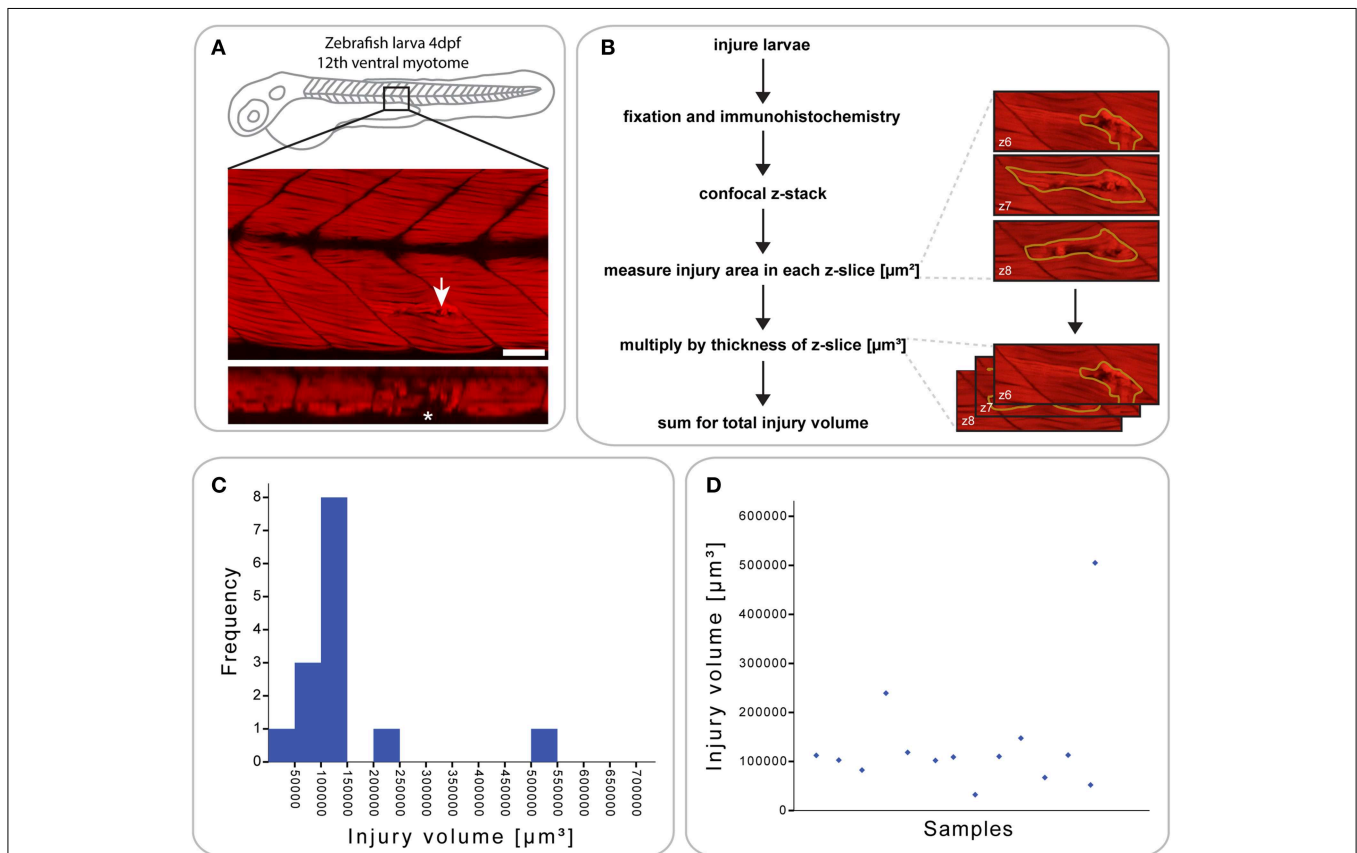 A
Zebrafish larva 4dpf
12th ventral myotome
*
B
injure larvae
fixation and immunohistochemistry
confocal z-stack
measure injury area in each z-slice [µm²]
multiply by thickness of z-slice [µm³]
sum for total injury volume
z6
z7
z8
z6
z7
z8
C
Frequency
8
7
6
5
4
3
2
1
0
50000
100000
150000
200000
250000
300000
350000
400000
450000
500000
550000
600000
650000
700000
Injury volume [µm³]
D
Injury volume [µm³]
600000
500000
400000
300000
200000
100000
0
Samples